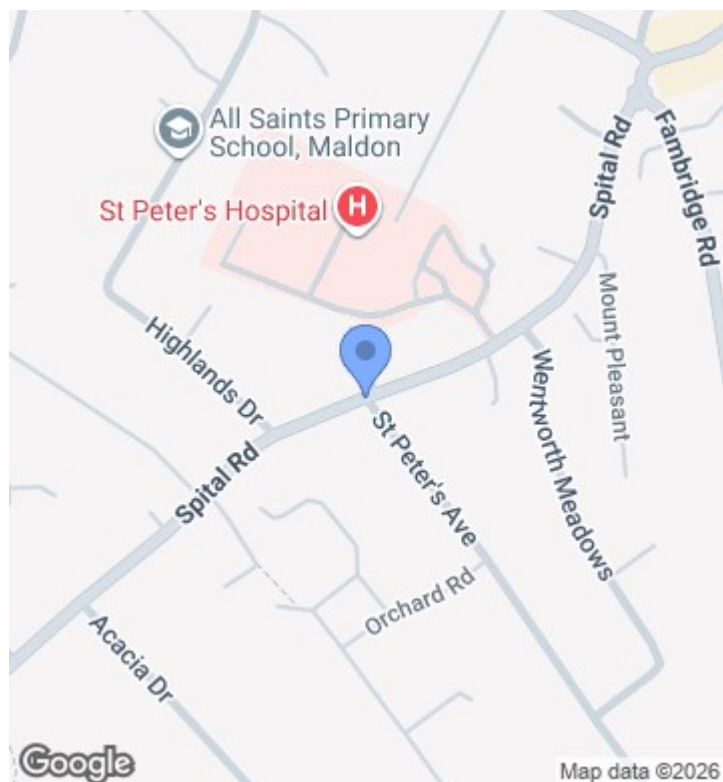 All Saints Primary
School, Maldon
St Peter's Hospital
H
Spital Rd
Fambridge Rd
Mount Pleasant
Highlands Dr
Wentworth Meadows
St Peter's Ave
Spital Rd
Orchard Rd
Acacia Dr
Google
Map data ©2026